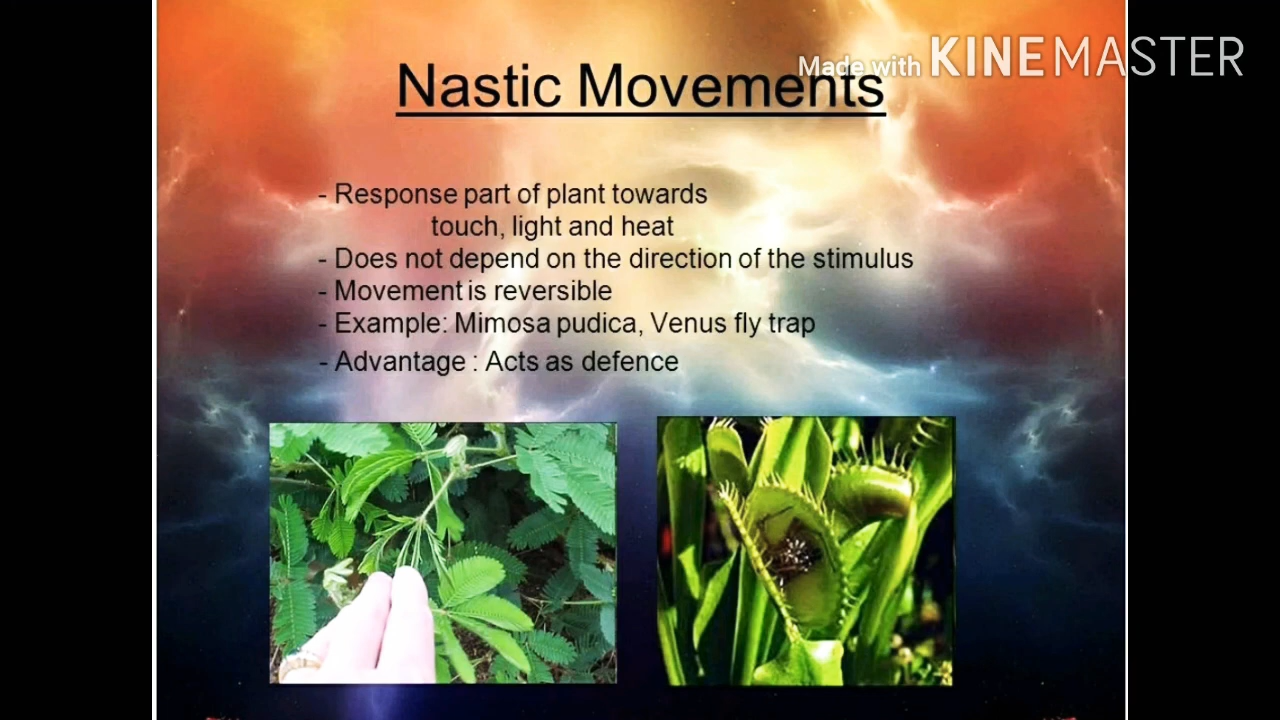 Made with KINEMASTER
Nastic Movements
- Response part of plant towards
touch, light and heat
- Does not depend on the direction of the stimulus
- Movement is reversible
- Example: Mimosa pudica, Venus fly trap
- Advantage : Acts as defence